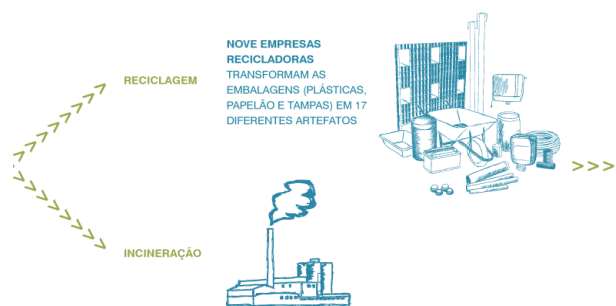 RECICLAGEM
NOVE EMPRESAS
RECICLADORAS
TRANSFORMAM AS
EMBALAGENS (PLÁSTICAS,
PAPELÃO E TAMPAS) EM 17
DIFERENTES ARTEFATOS
INCINERAÇÃO